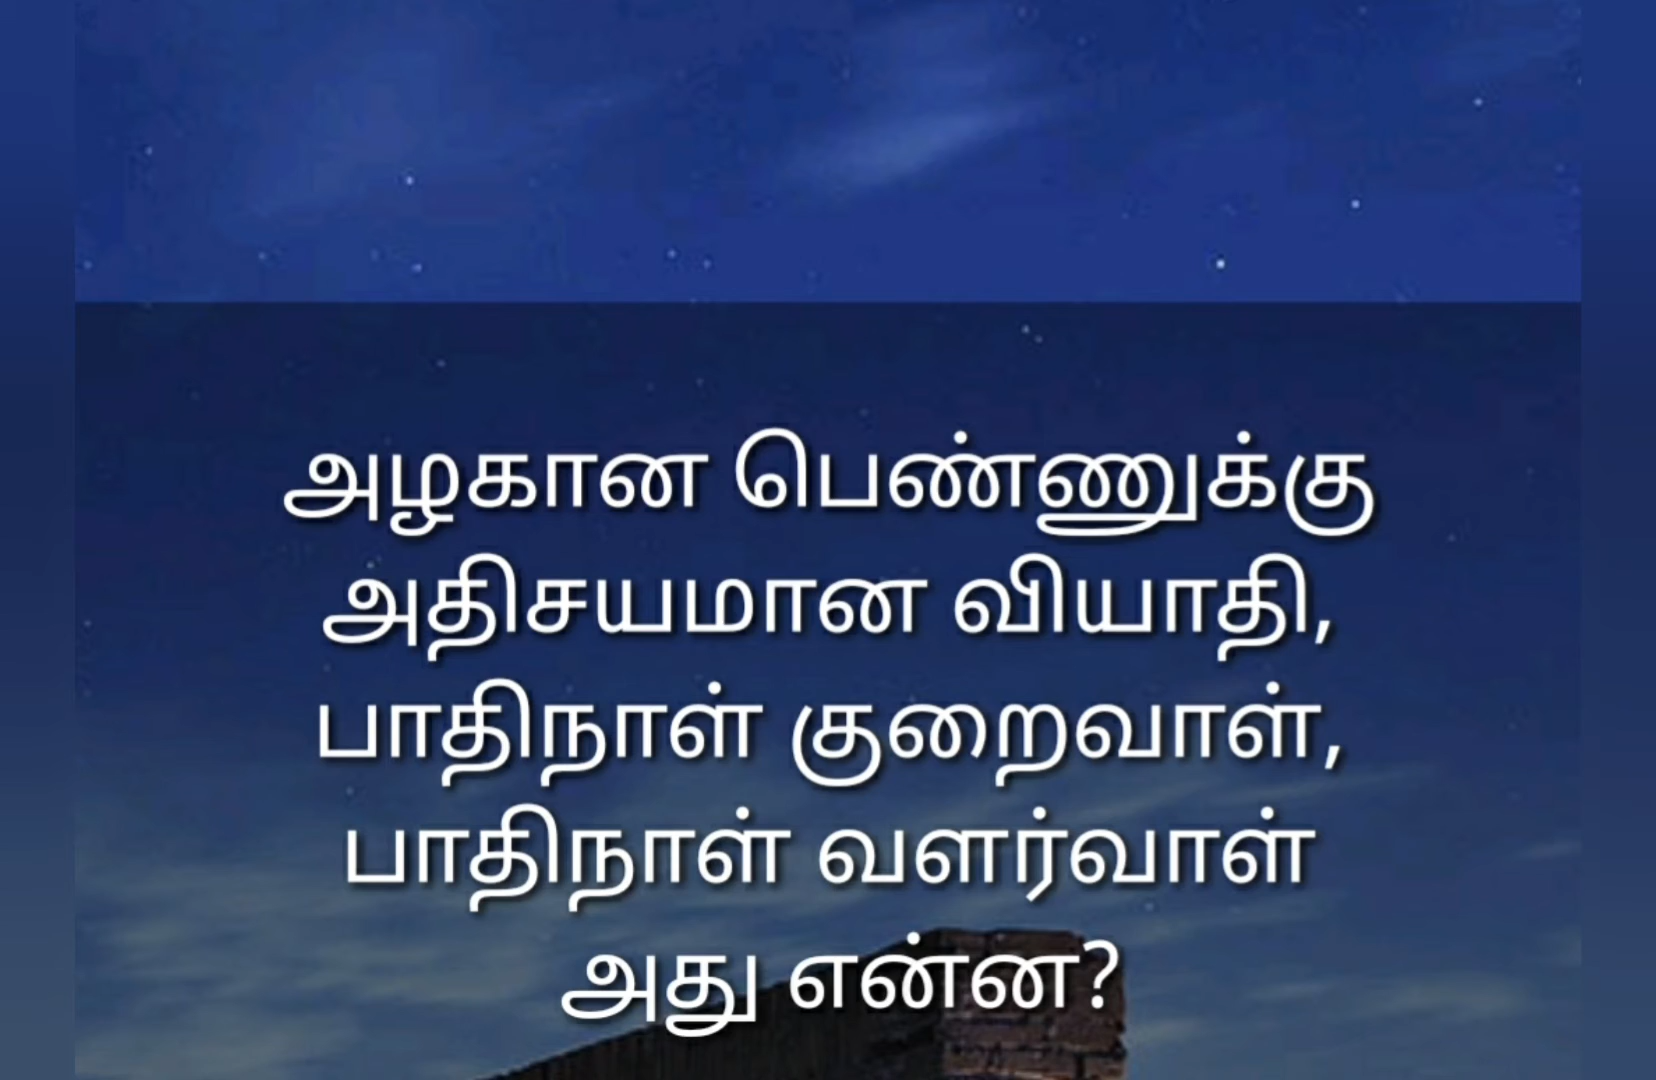 அழகான பெண்ணுக்கு
அதிசயமான வியாதி,
பாதிநாள் குறைவாள்,
பாதிநாள் வளர்வாள்
அது என்ன?